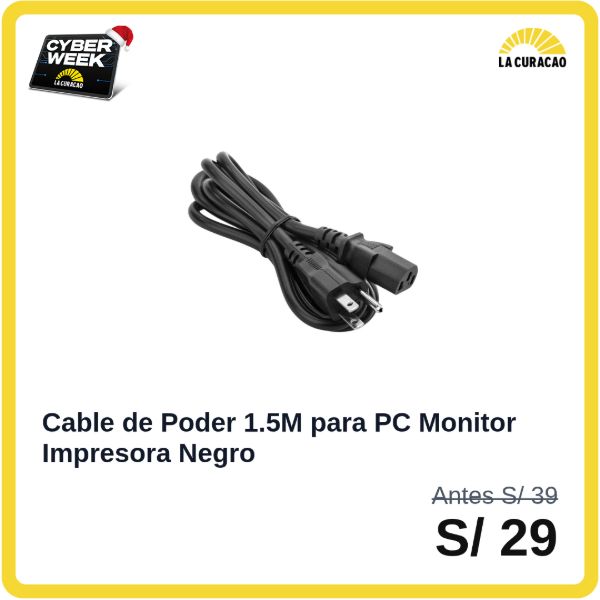 CYBER
WEEK
LA CURACAO
LA CURACAO
Cable de Poder 1.5M para PC Monitor
Impresora Negro
Antes S/ 39
S/ 29